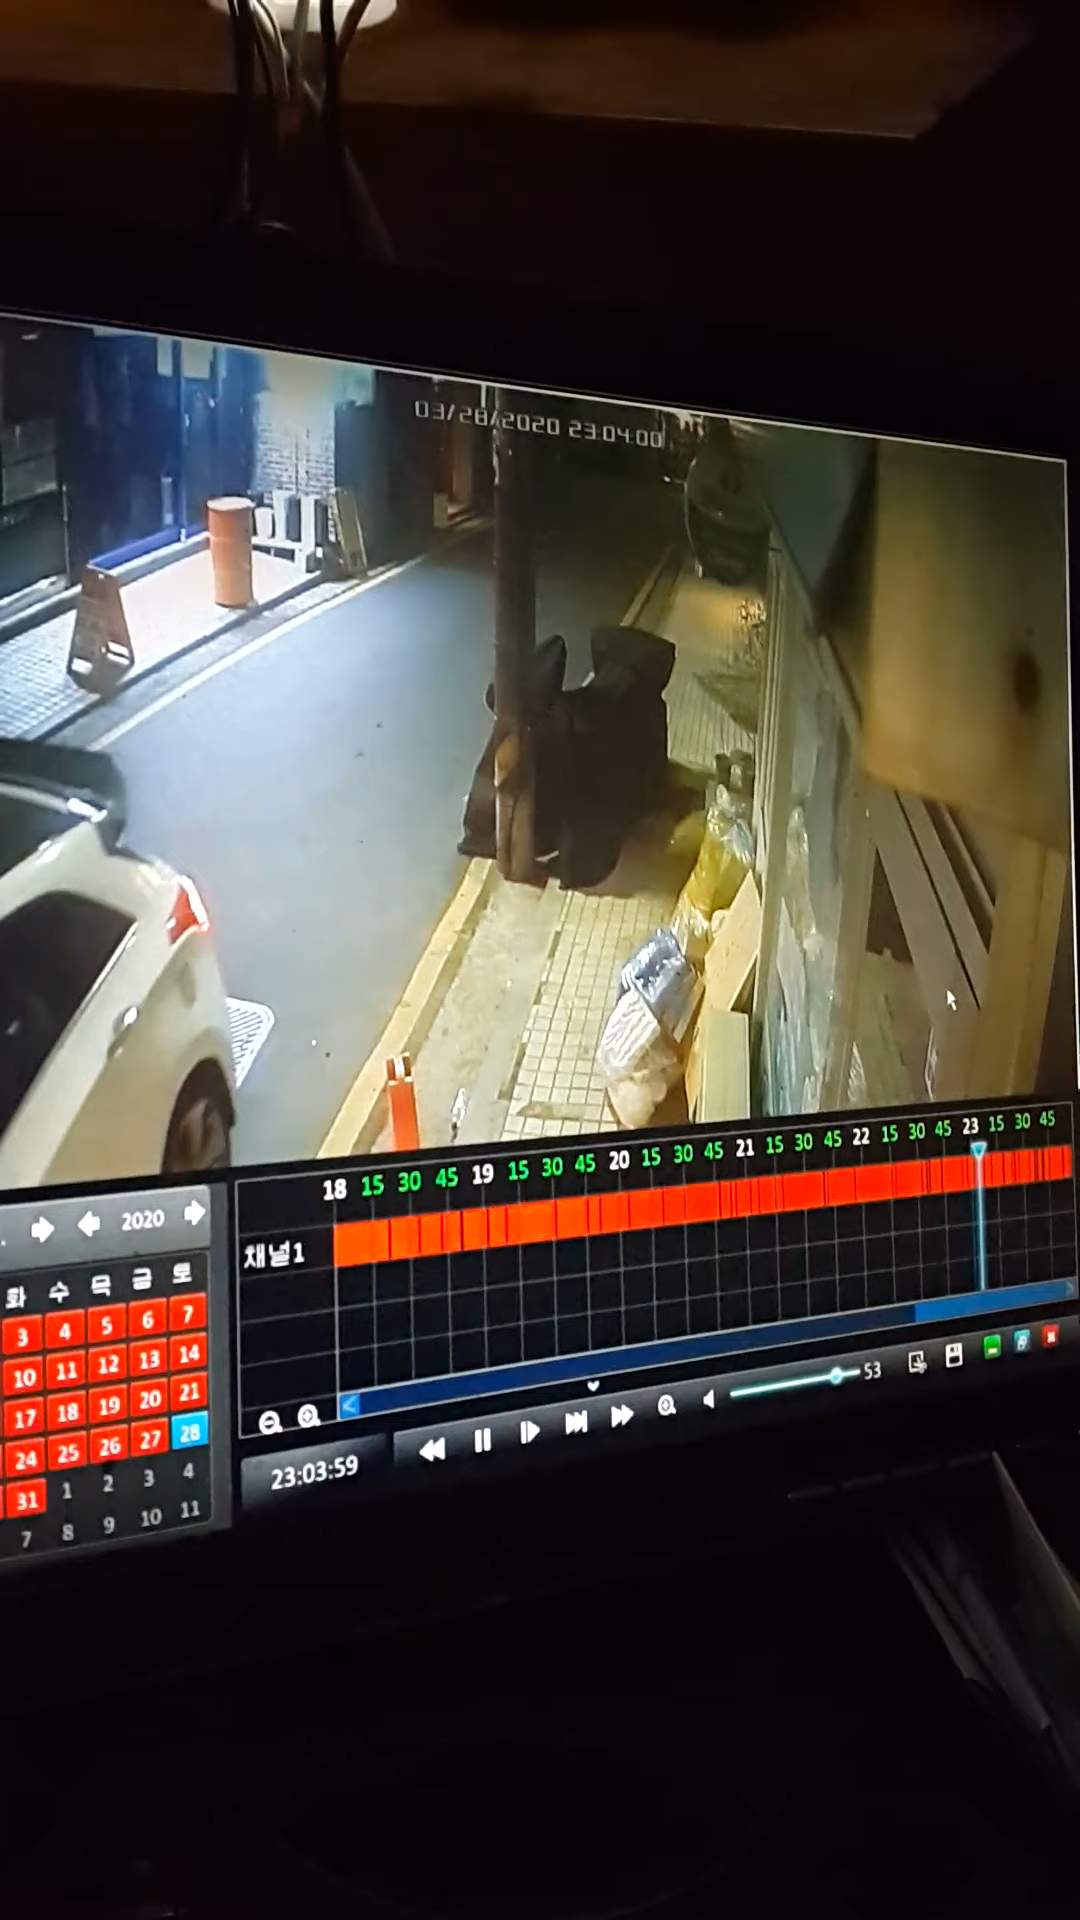 03/28/2020 23:04:00
18 15 30 45 19 15 30 45 20 15 30 45 21 15 30 45 22 15 30 45 23 15 30 45
채널1
2020
화 수 목 금 토
3 4 5 6 7
10 11 12 13 14
17 18 19 20 21
24 25 26 27 28
31 1 2 3 4
7 8 9 10 11
53
23:03:59